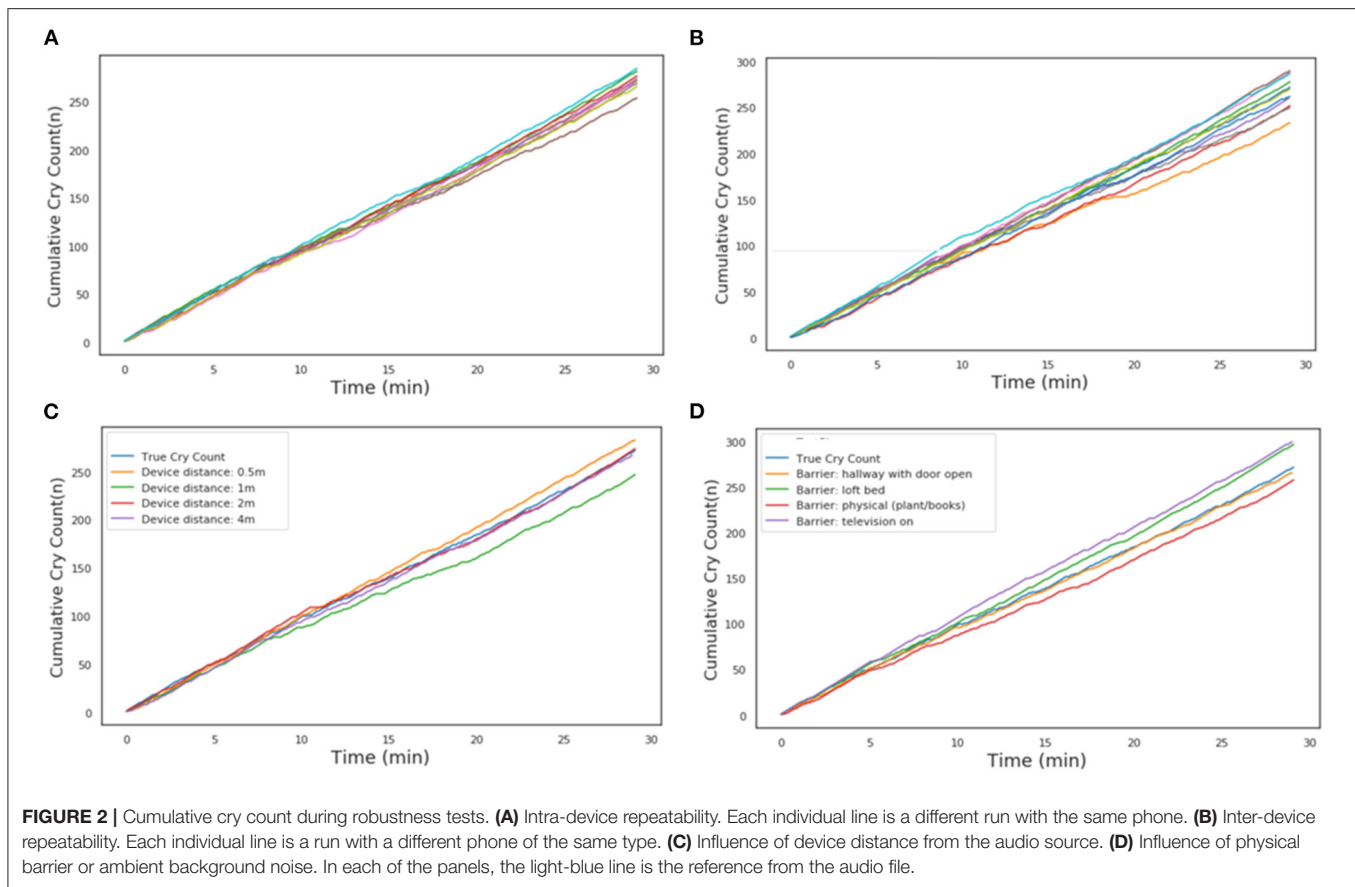 A
Cumulative Cry Count(n)
250
200
150
100
50
0
0 5 10 15 20 25 30
Time (min)
B
Cumulative Cry Count(n)
300
250
200
150
100
50
0
0 5 10 15 20 25 30
Time (min)
C
Cumulative Cry Count(n)
250
200
150
100
50
0
True Cry Count
Device distance: 0.5m
Device distance: 1m
Device distance: 2m
Device distance: 4m
0 5 10 15 20 25 30
Time (min)
D
Cumulative Cry Count(n)
300
250
200
150
100
50
0
True Cry Count
Barrier: hallway with door open
Barrier: loft bed
Barrier: physical (plant/books)
Barrier: television on
0 5 10 15 20 25 30
Time (min)
FIGURE 2 | Cumulative cry count during robustness tests. (A) Intra-device repeatability. Each individual line is a different run with the same phone. (B) Inter-device
repeatability. Each individual line is a run with a different phone of the same type. (C) Influence of device distance from the audio source. (D) Influence of physical
barrier or ambient background noise. In each of the panels, the light-blue line is the reference from the audio file.